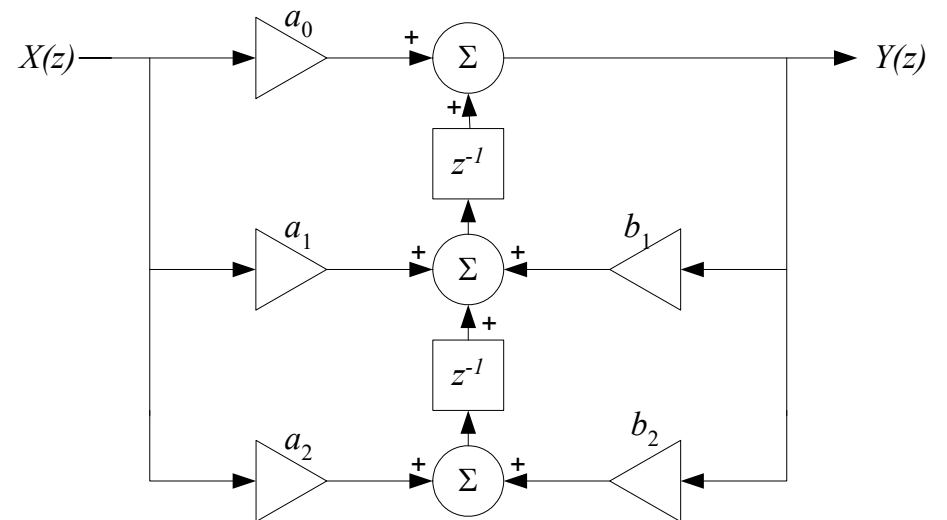 a₀
X(z) + Σ Y(z)
+
z⁻¹
a₁ b₁
+ Σ +
+
z⁻¹
a₂ b₂
+ Σ +